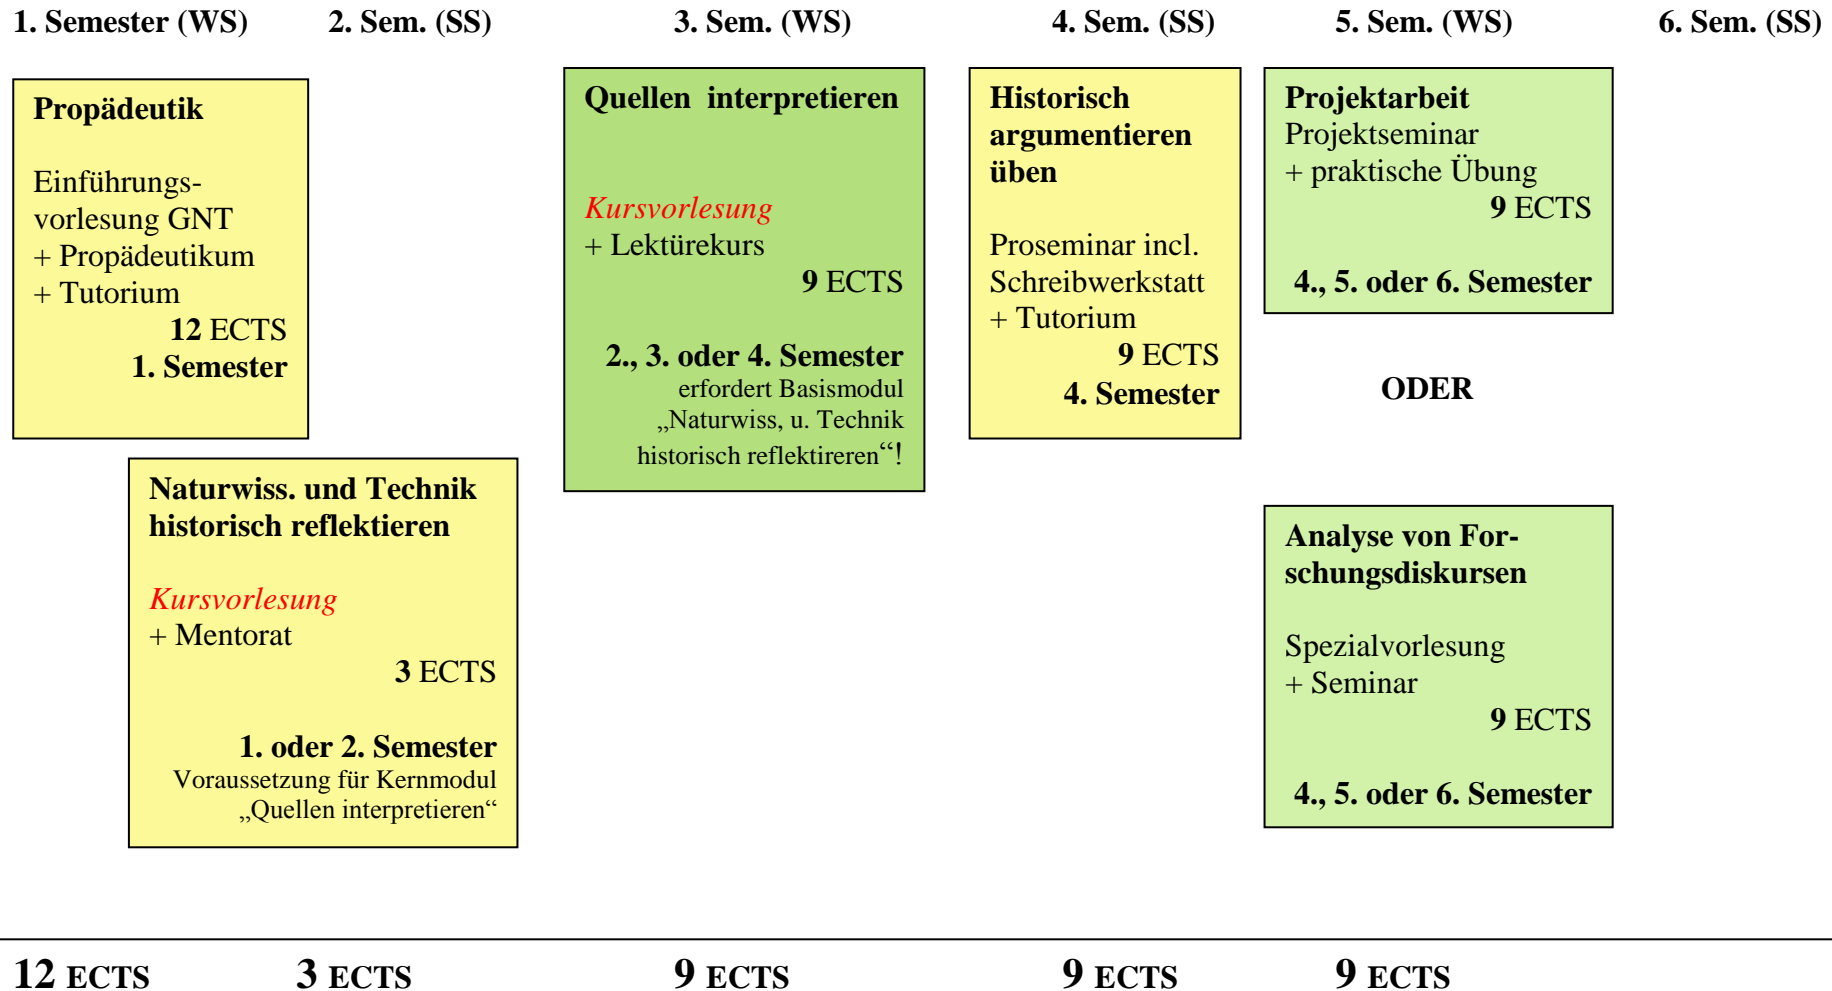 1. Semester (WS) 2. Sem. (SS) 3. Sem. (WS) 4. Sem. (SS) 5. Sem. (WS) 6. Sem. (SS)
Propädeutik
Einführungs-
vorlesung GNT
+ Propädeutikum
+ Tutorium
12 ECTS
1. Semester
Naturwiss. und Technik
historisch reflektieren
Kursvorlesung
+ Mentorat
3 ECTS
1. oder 2. Semester
Voraussetzung für Kernmodul
„Quellen interpretieren“
Quellen interpretieren
Kursvorlesung
+ Lektürekurs
9 ECTS
2., 3. oder 4. Semester
erfordert Basismodul
„Naturwiss, u. Technik
historisch reflektireren“!
Historisch
argumentieren
üben
Proseminar incl.
Schreibwerkstatt
+ Tutorium
9 ECTS
4. Semester
Projektarbeit
Projektseminar
+ praktische Übung
9 ECTS
4., 5. oder 6. Semester
ODER
Analyse von For-
schungsdiskursen
Spezialvorlesung
+ Seminar
9 ECTS
4., 5. oder 6. Semester
12 ECTS 3 ECTS 9 ECTS 9 ECTS 9 ECTS